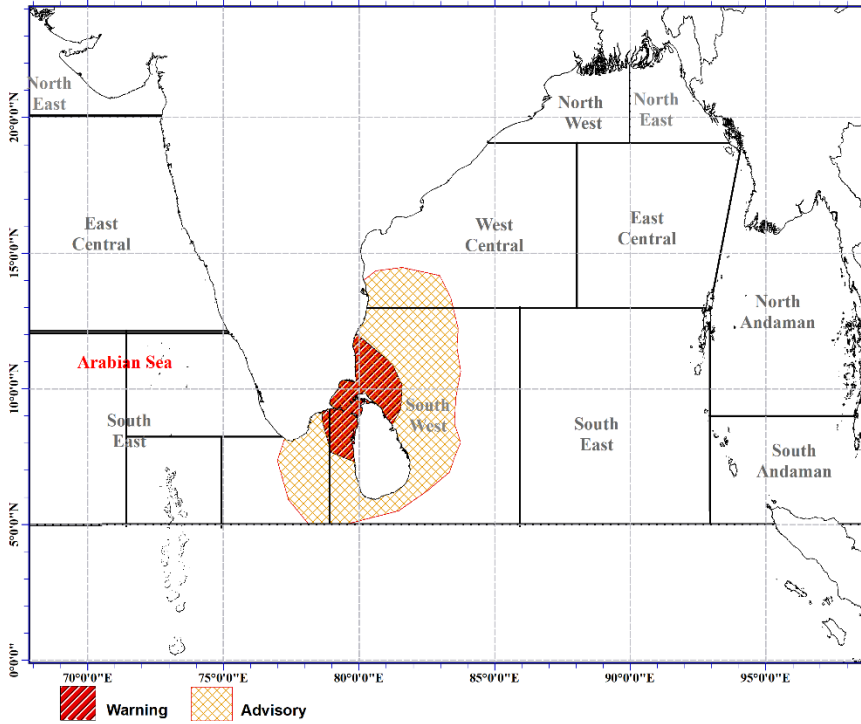 North
East
20°0'0"N
North
West
North
East
East
Central
West
Central
East
Central
15°0'0"N
North
Andaman
Arabian Sea
10°0'0"N
South
East
South
West
South
East
South
Andaman
5°0'0"N
0°0'0"
70°0'0"E
75°0'0"E
80°0'0"E
85°0'0"E
90°0'0"E
95°0'0"E
Warning
Advisory